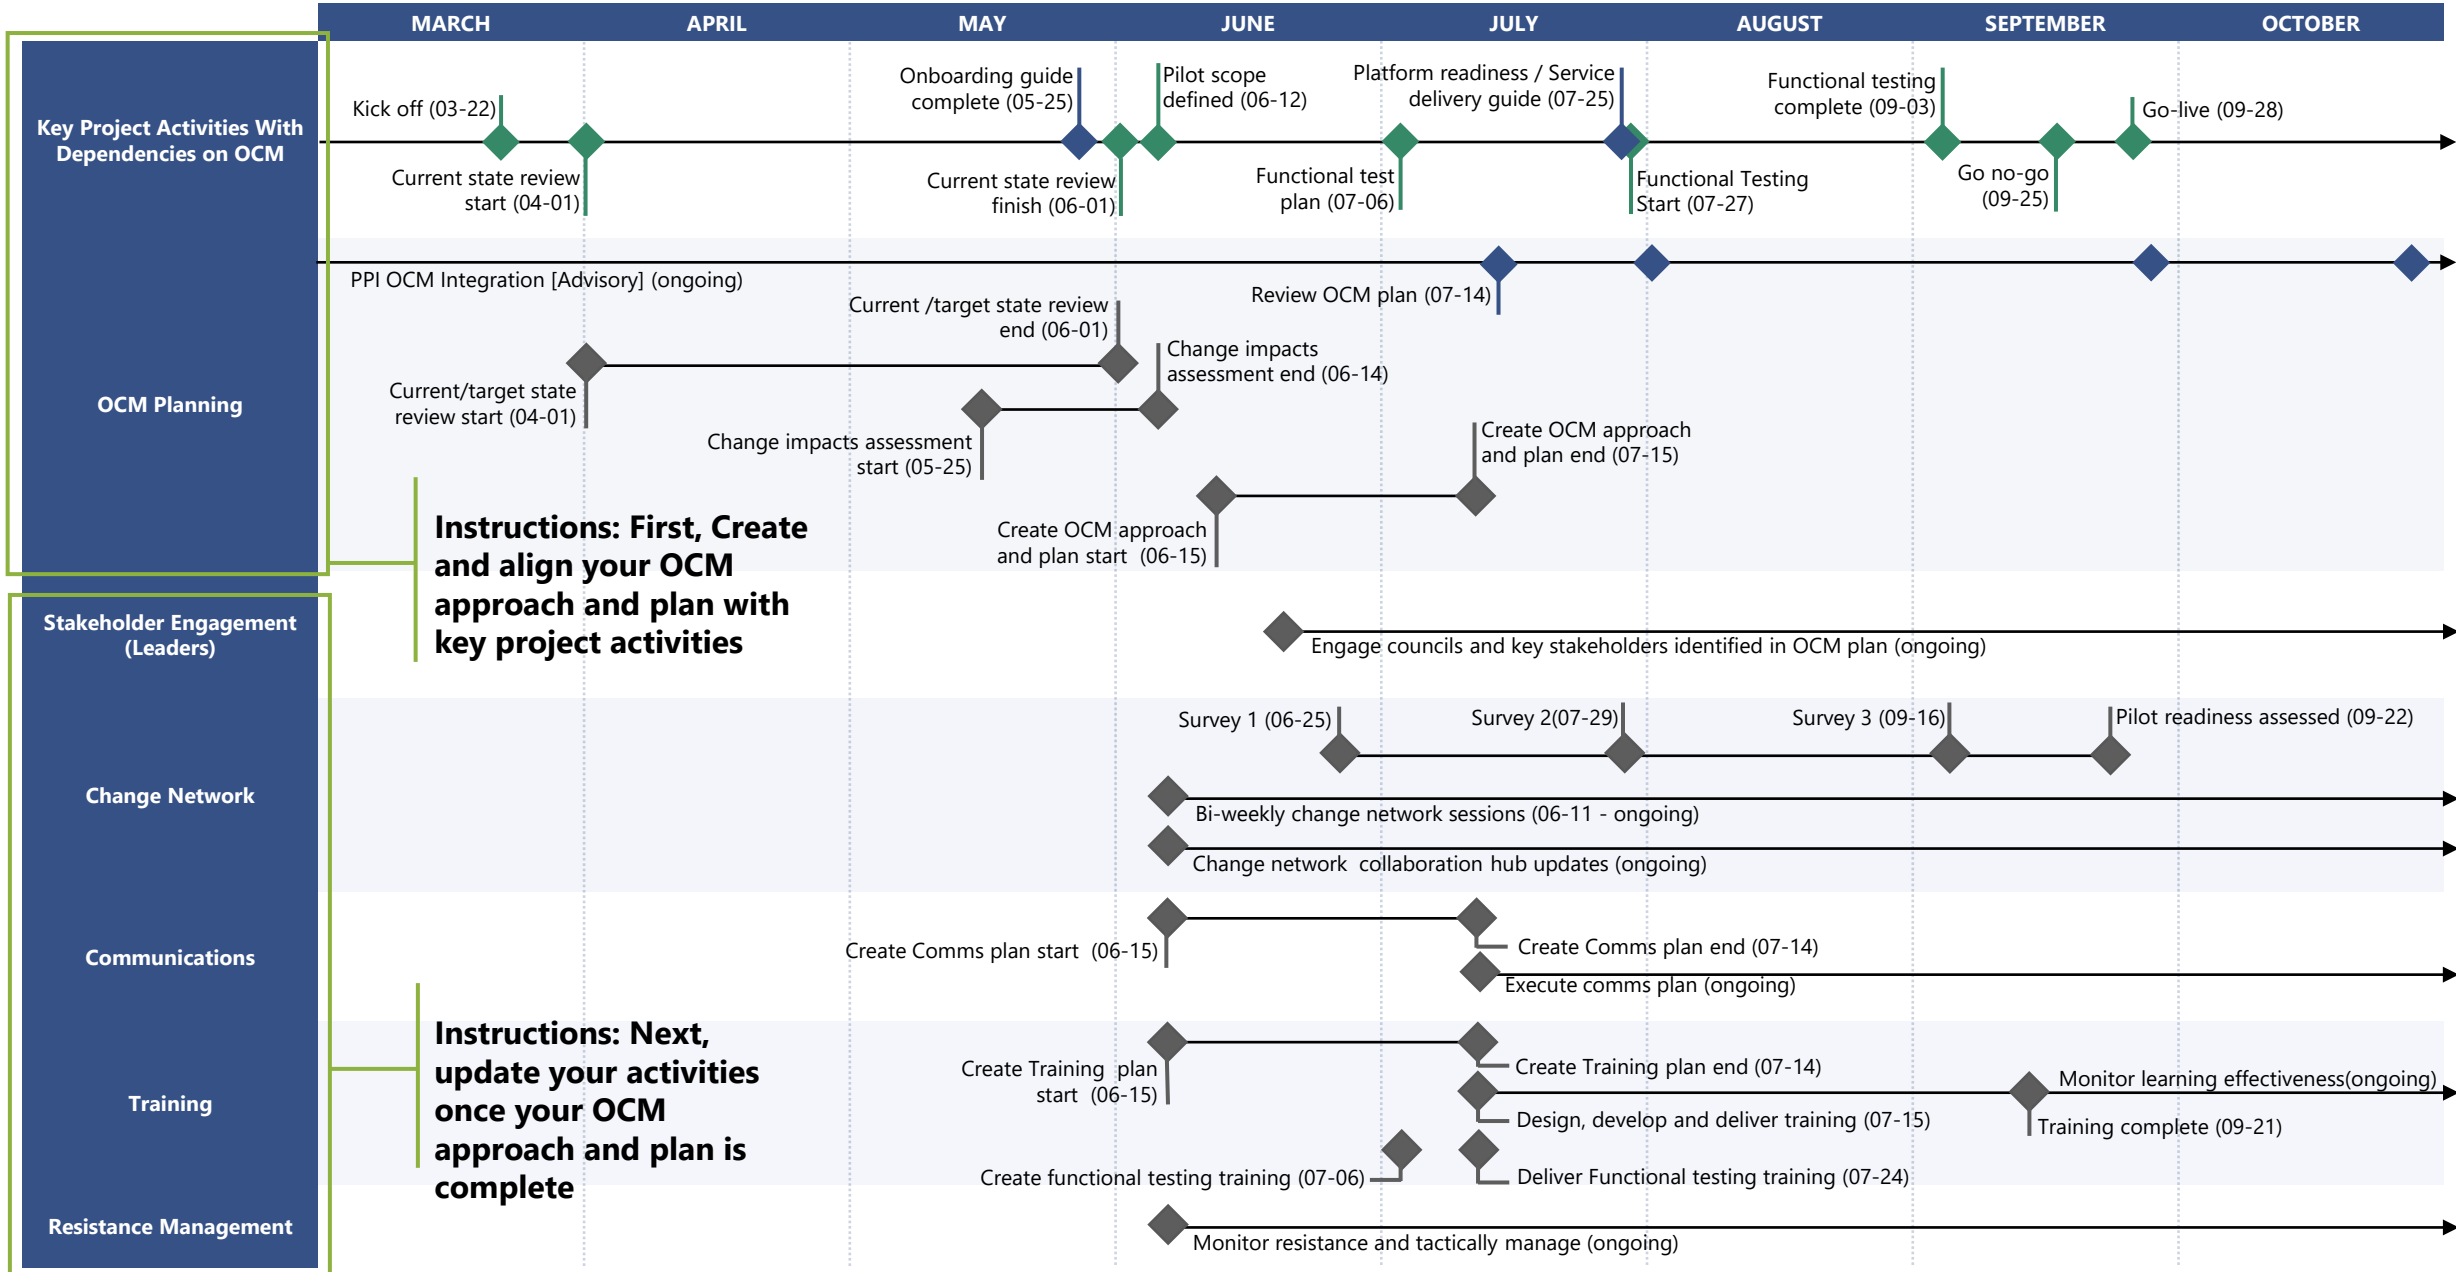 MARCH
APRIL
MAY
JUNE
JULY
AUGUST
SEPTEMBER
OCTOBER
Key Project Activities With
Dependencies on OCM
Kick off (03-22)
Current state review
start (04-01)
Onboarding guide
complete (05-25)
Current state review
finish (06-01)
Pilot scope
defined (06-12)
Functional test
plan (07-06)
Platform readiness / Service
delivery guide (07-25)
Functional Testing
Start (07-27)
Functional testing
complete (09-03)
Go no-go
(09-25)
Go-live (09-28)
OCM Planning
PPI OCM Integration [Advisory] (ongoing)
Review OCM plan (07-14)
Current /target state review
end (06-01)
Current/target state
review start (04-01)
Change impacts
assessment end (06-14)
Change impacts assessment
start (05-25)
Create OCM approach
and plan end (07-15)
Create OCM approach
and plan start  (06-15)
Instructions: First, Create
and align your OCM
approach and plan with
key project activities
Stakeholder Engagement
(Leaders)
Engage councils and key stakeholders identified in OCM plan (ongoing)
Change Network
Survey 1 (06-25)
Survey 2(07-29)
Survey 3 (09-16)
Pilot readiness assessed (09-22)
Bi-weekly change network sessions (06-11 - ongoing)
Change network  collaboration hub updates (ongoing)
Communications
Create Comms plan start  (06-15)
Create Comms plan end (07-14)
Execute comms plan (ongoing)
Instructions: Next,
update your activities
once your OCM
approach and plan is
complete
Training
Create Training  plan
start  (06-15)
Create Training plan end (07-14)
Monitor learning effectiveness(ongoing)
Design, develop and deliver training (07-15)
Training complete (09-21)
Create functional testing training (07-06)
Deliver Functional testing training (07-24)
Resistance Management
Monitor resistance and tactically manage (ongoing)